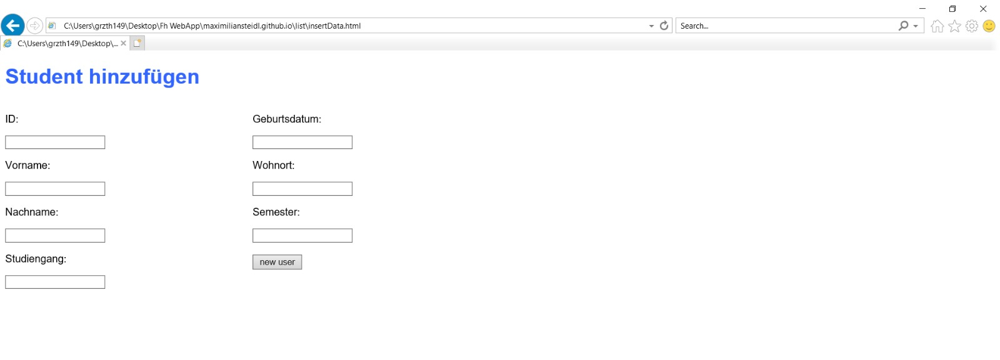 C:\Users\grzth149\Desktop\Fh WebApp\maximiliansteidl.github.io\list\insertData.html
Search...
C:\Users\grzth149\Desktop\...
Student hinzufügen
ID:
Geburtsdatum:
Vorname:
Wohnort:
Nachname:
Semester:
Studiengang:
new user